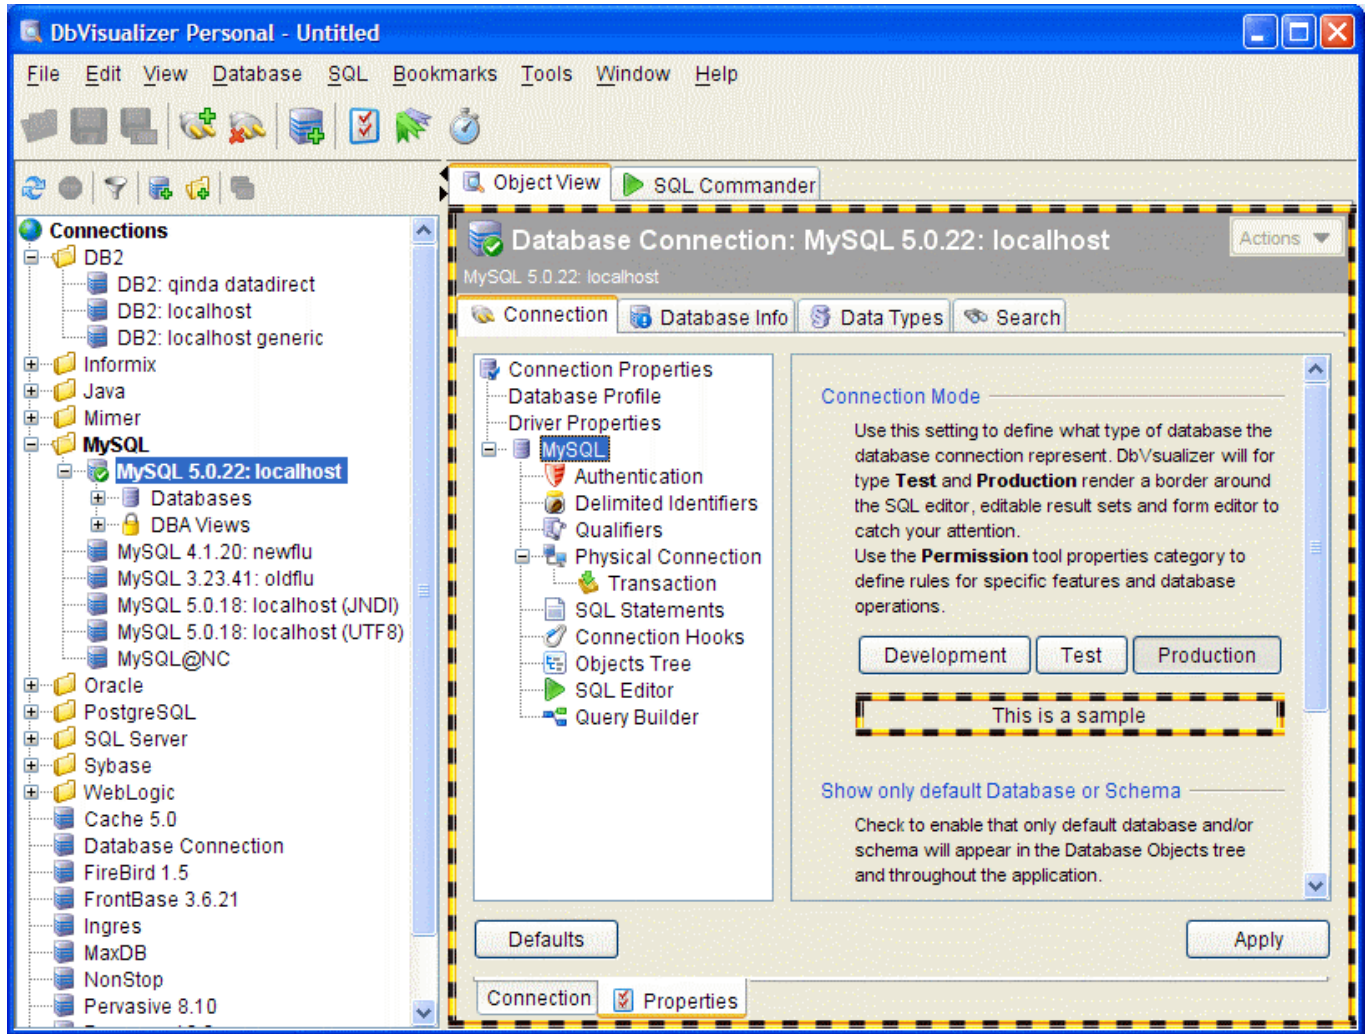 DbVisualizer Personal - Untitled
File Edit View Database SQL Bookmarks Tools Window Help
Object View SQL Commander
Connections
DB2
DB2: qinda datadirect
DB2: localhost
DB2: localhost generic
Informix
Java
Mimer
MySQL
MySQL 5.0.22: localhost
Databases
DBA Views
MySQL 4.1.20: newflu
MySQL 3.23.41: oldflu
MySQL 5.0.18: localhost (JNDI)
MySQL 5.0.18: localhost (UTF8)
MySQL@NC
Oracle
PostgreSQL
SQL Server
Sybase
WebLogic
Cache 5.0
Database Connection
FireBird 1.5
FrontBase 3.6.21
Ingres
MaxDB
NonStop
Pervasive 8.10
Database Connection: MySQL 5.0.22: localhost
Actions
MySQL 5.0.22: localhost
Connection Database Info Data Types Search
Connection Properties
Database Profile
Driver Properties
MySQL
Authentication
Delimited Identifiers
Qualifiers
Physical Connection
Transaction
SQL Statements
Connection Hooks
Objects Tree
SQL Editor
Query Builder
Connection Mode
Use this setting to define what type of database the
database connection represent. DbVsualizer will for
type Test and Production render a border around
the SQL editor, editable result sets and form editor to
catch your attention.
Use the Permission tool properties category to
define rules for specific features and database
operations.
Development Test Production
This is a sample
Show only default Database or Schema
Check to enable that only default database and/or
schema will appear in the Database Objects tree
and throughout the application.
Defaults Apply
Connection Properties